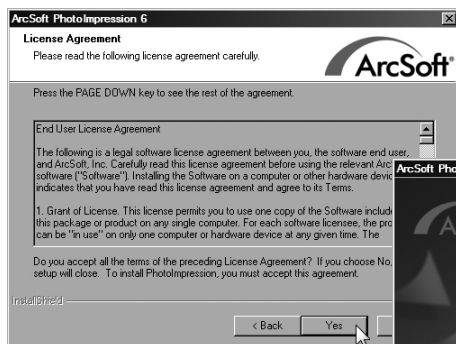 ArcSoft PhotoImpression 6
License Agreement
Please read the following license agreement carefully.
ArcSoft®
Press the PAGE DOWN key to see the rest of the agreement.
End User License Agreement
The following is a legal software license agreement between you, the software end user,
and ArcSoft, Inc. Carefully read this license agreement before using the relevant Arc
software ("Software"). Installing the Software on a computer or other hardware devic
indicates that you have read this license agreement and agree to its Terms.
1. Grant of License. This license permits you to use one copy of the Software include
this package or product on any single computer. For each software licensee, the pro
can be "in use" on only one computer or hardware device at any given time. The
Do you accept all the terms of the preceding License Agreement? If you choose No,
setup will close. To install PhotoImpression, you must accept this agreement.
InstallShield
< Back
Yes
ArcSoft Pho
A